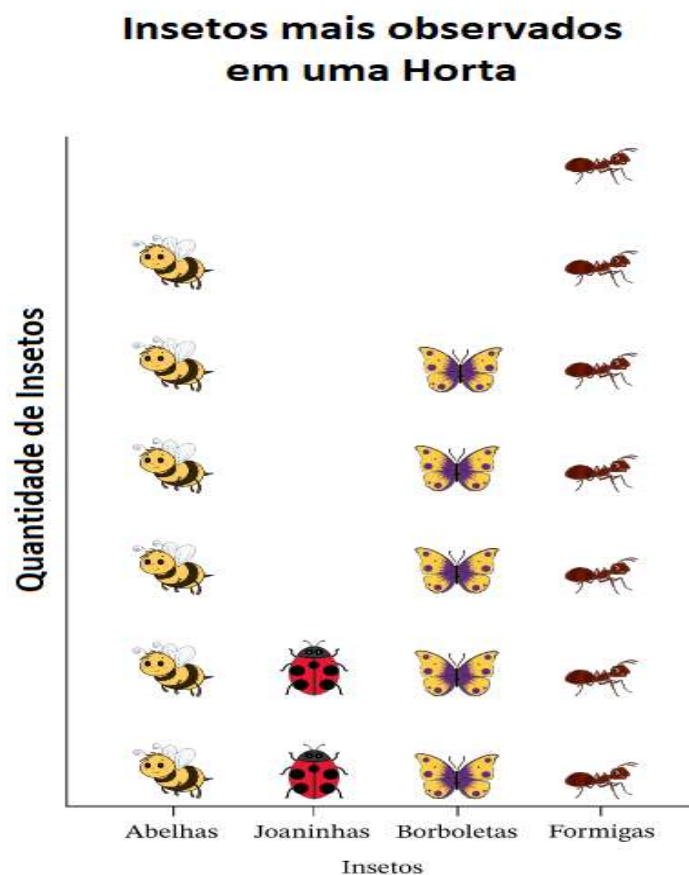 Insetos mais observados
em uma Horta
Quantidade de Insetos
Abelhas Joaninhas Borboletas Formigas
Insetos